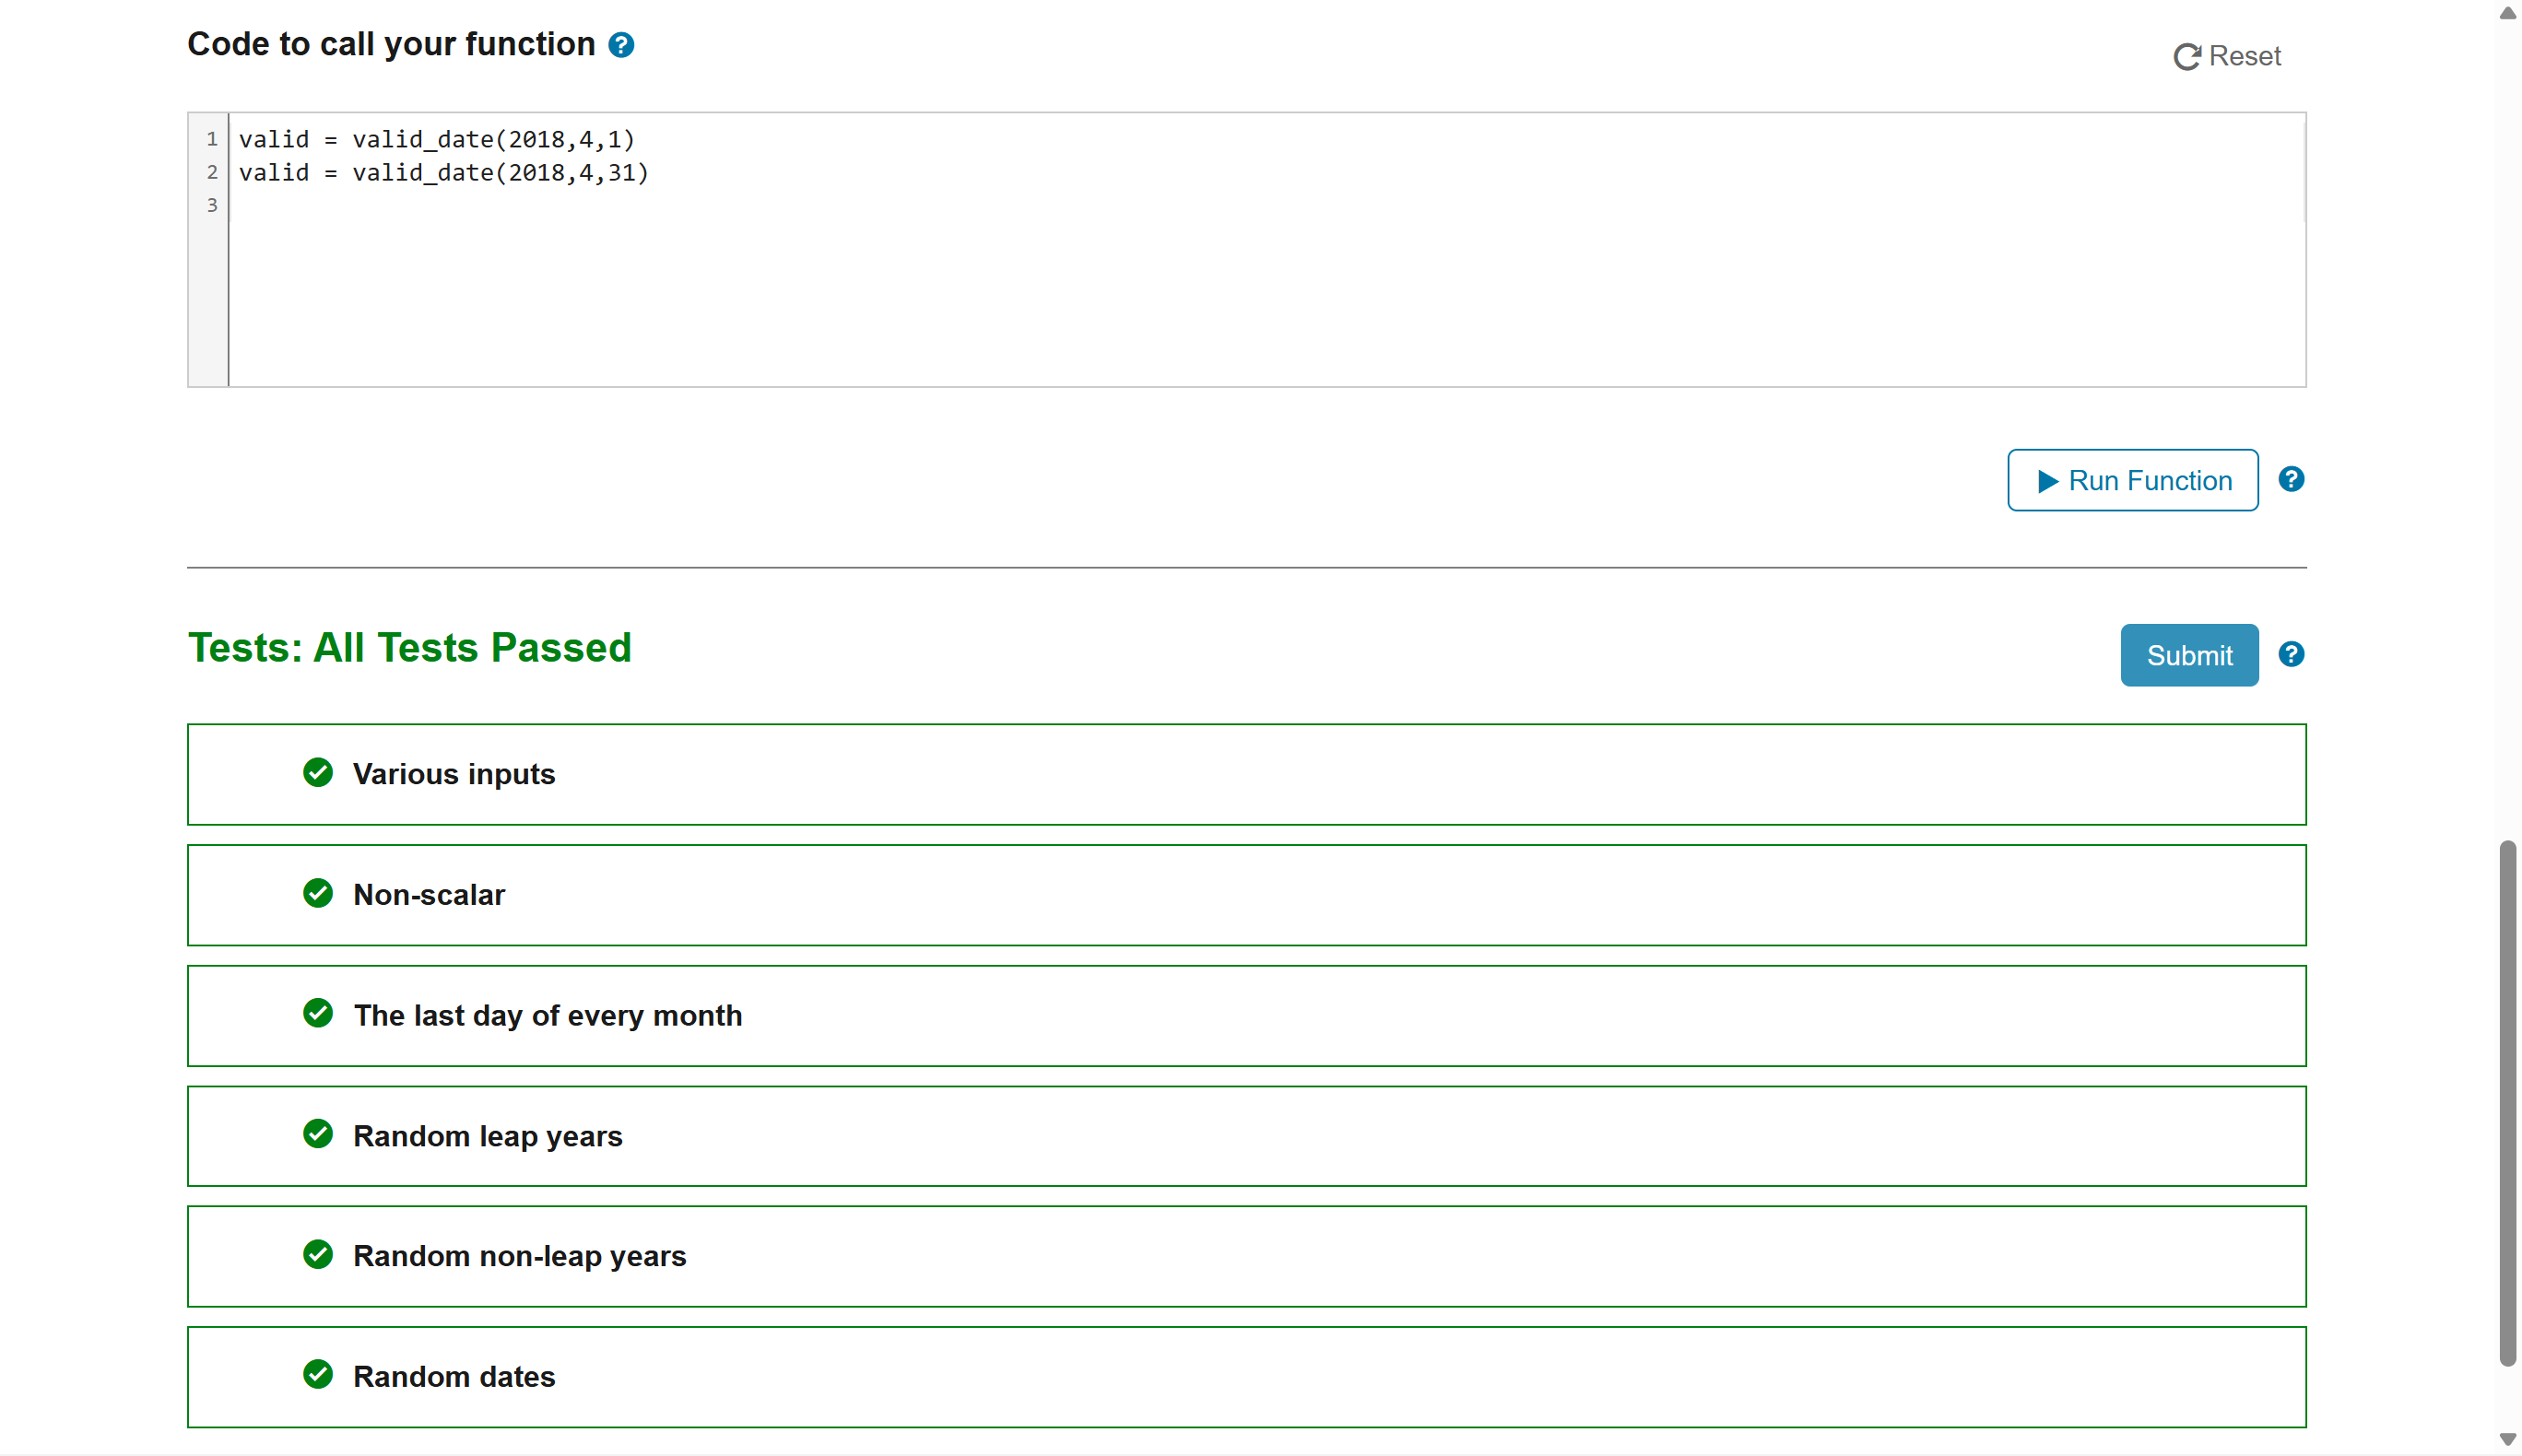 Code to call your function ?
Reset
1 valid = valid_date(2018,4,1)
2 valid = valid_date(2018,4,31)
3
Run Function ?
Tests: All Tests Passed
Submit ?
Various inputs
Non-scalar
The last day of every month
Random leap years
Random non-leap years
Random dates